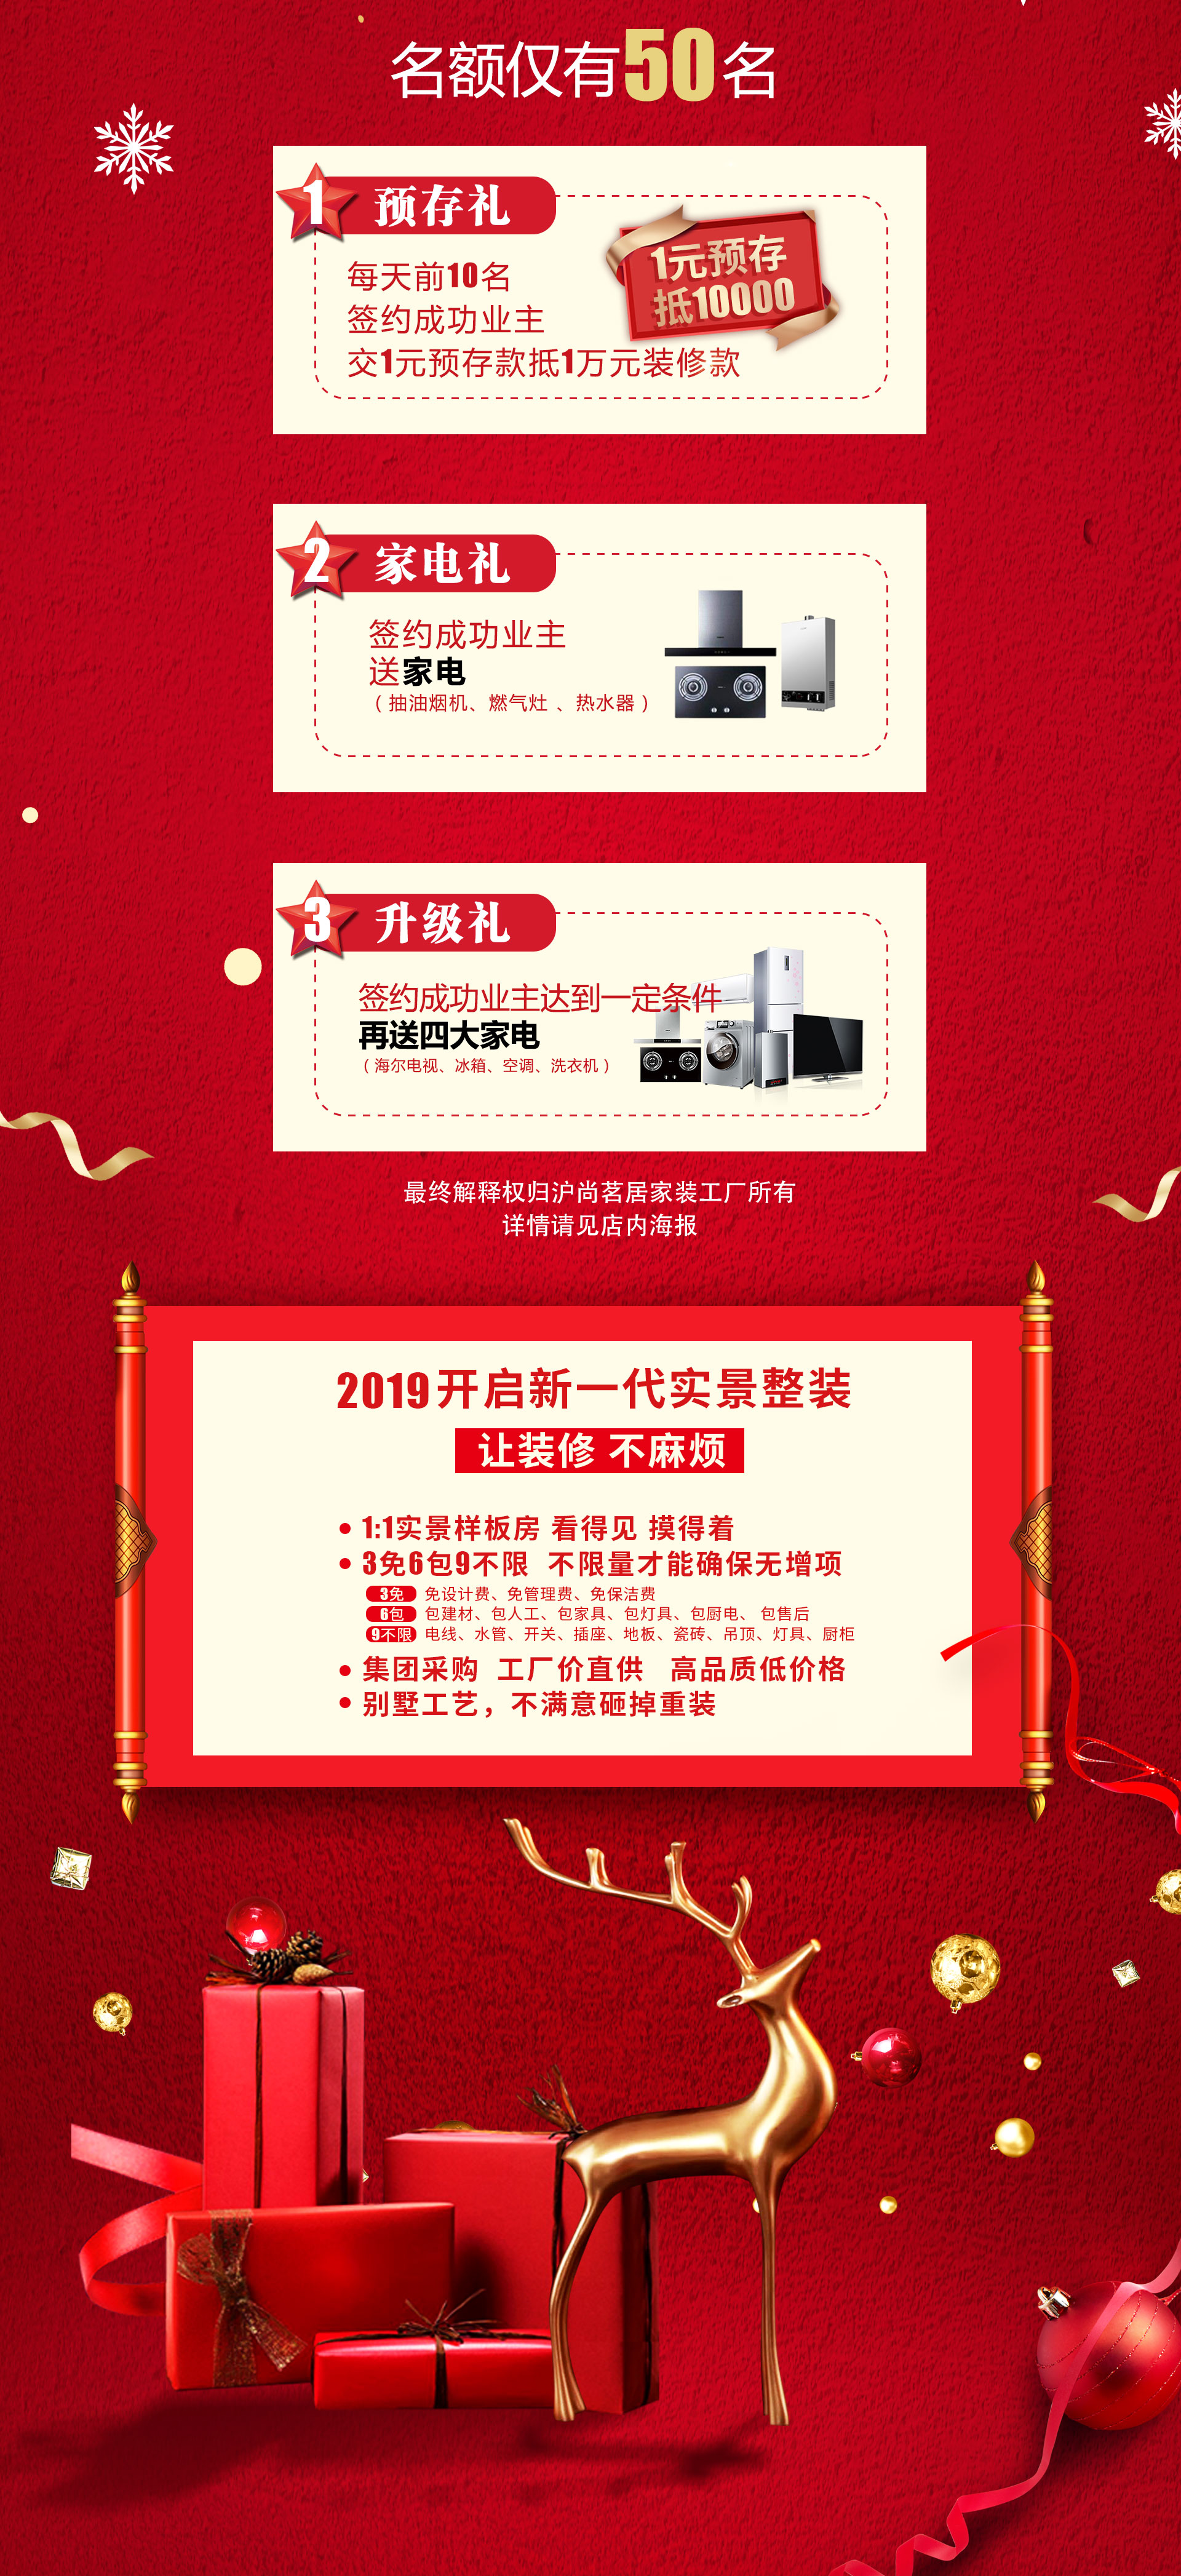 名额仅有50名
1 预存礼
1元预存
抵10000
每天前10名
签约成功业主
交1元预存款抵1万元装修款
2 家电礼
签约成功业主
送家电
（抽油烟机、燃气灶 、热水器）
3 升级礼
签约成功业主达到一定条件
再送四大家电
（海尔电视、冰箱、空调、洗衣机）
最终解释权归沪尚茗居家装工厂所有
详情请见店内海报
2019开启新一代实景整装
让装修 不麻烦
• 1:1实景样板房 看得见 摸得着
• 3免6包9不限 不限量才能确保无增项
3免 免设计费、免管理费、免保洁费
6包 包建材、包人工、包家具、包灯具、包厨电、 包售后
9不限 电线、水管、开关、插座、地板、瓷砖、吊顶、灯具、厨柜
• 集团采购 工厂价直供 高品质低价格
• 别墅工艺，不满意砸掉重装